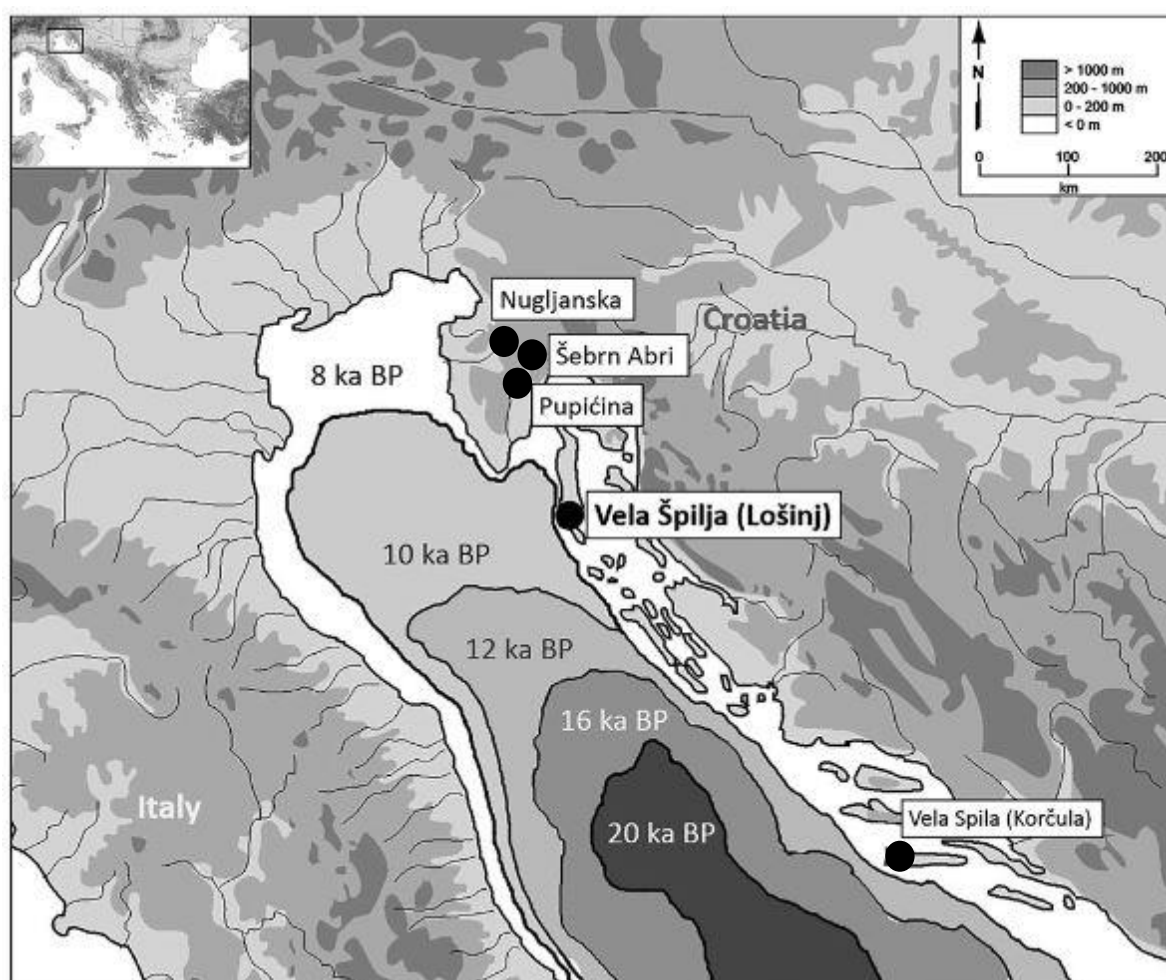 N
> 1000 m
200 - 1000 m
0 - 200 m
< 0 m
0 100 200
km
Nugljanska
Croatia
Šebrn Abri
8 ka BP
Pupićina
Vela Špilja (Lošinj)
10 ka BP
12 ka BP
16 ka BP
Italy
20 ka BP
Vela Spila (Korčula)